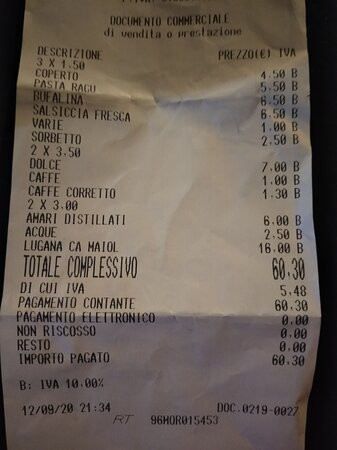 DOCUMENTO COMMERCIALE
di vendita o prestazione
DESCRIZIONE PREZZO(€) IVA
3 X 1.50
COPERTO 4.50 B
PASTA RAGU 5.50 B
BUFALINA 6.50 B
SALSICCIA FRESCA 6.50 B
VARIE 1.00 B
SORBETTO 2.50 B
2 X 3,50
DOLCE 7,00 B
CAFFE 1,00 B
CAFFE CORRETTO 1.30 B
2 X 3,00
AMARI DISTILLATI 6,00 B
ACQUE 2,50 B
LUGANA CA MAIOL 16,00 B
TOTALE COMPLESSIVO 60,30
DI CUI IVA 5,48
PAGAMENTO CONTANTE 60,30
PAGAMENTO ELETTRONICO 0,00
NON RISCOSSO 0,00
RESTO 0,00
IMPORTO PAGATO 60,30
B: IVA 10,00%
12/09/20 21:34 DOC.0219-0027
RT 96MOR015453